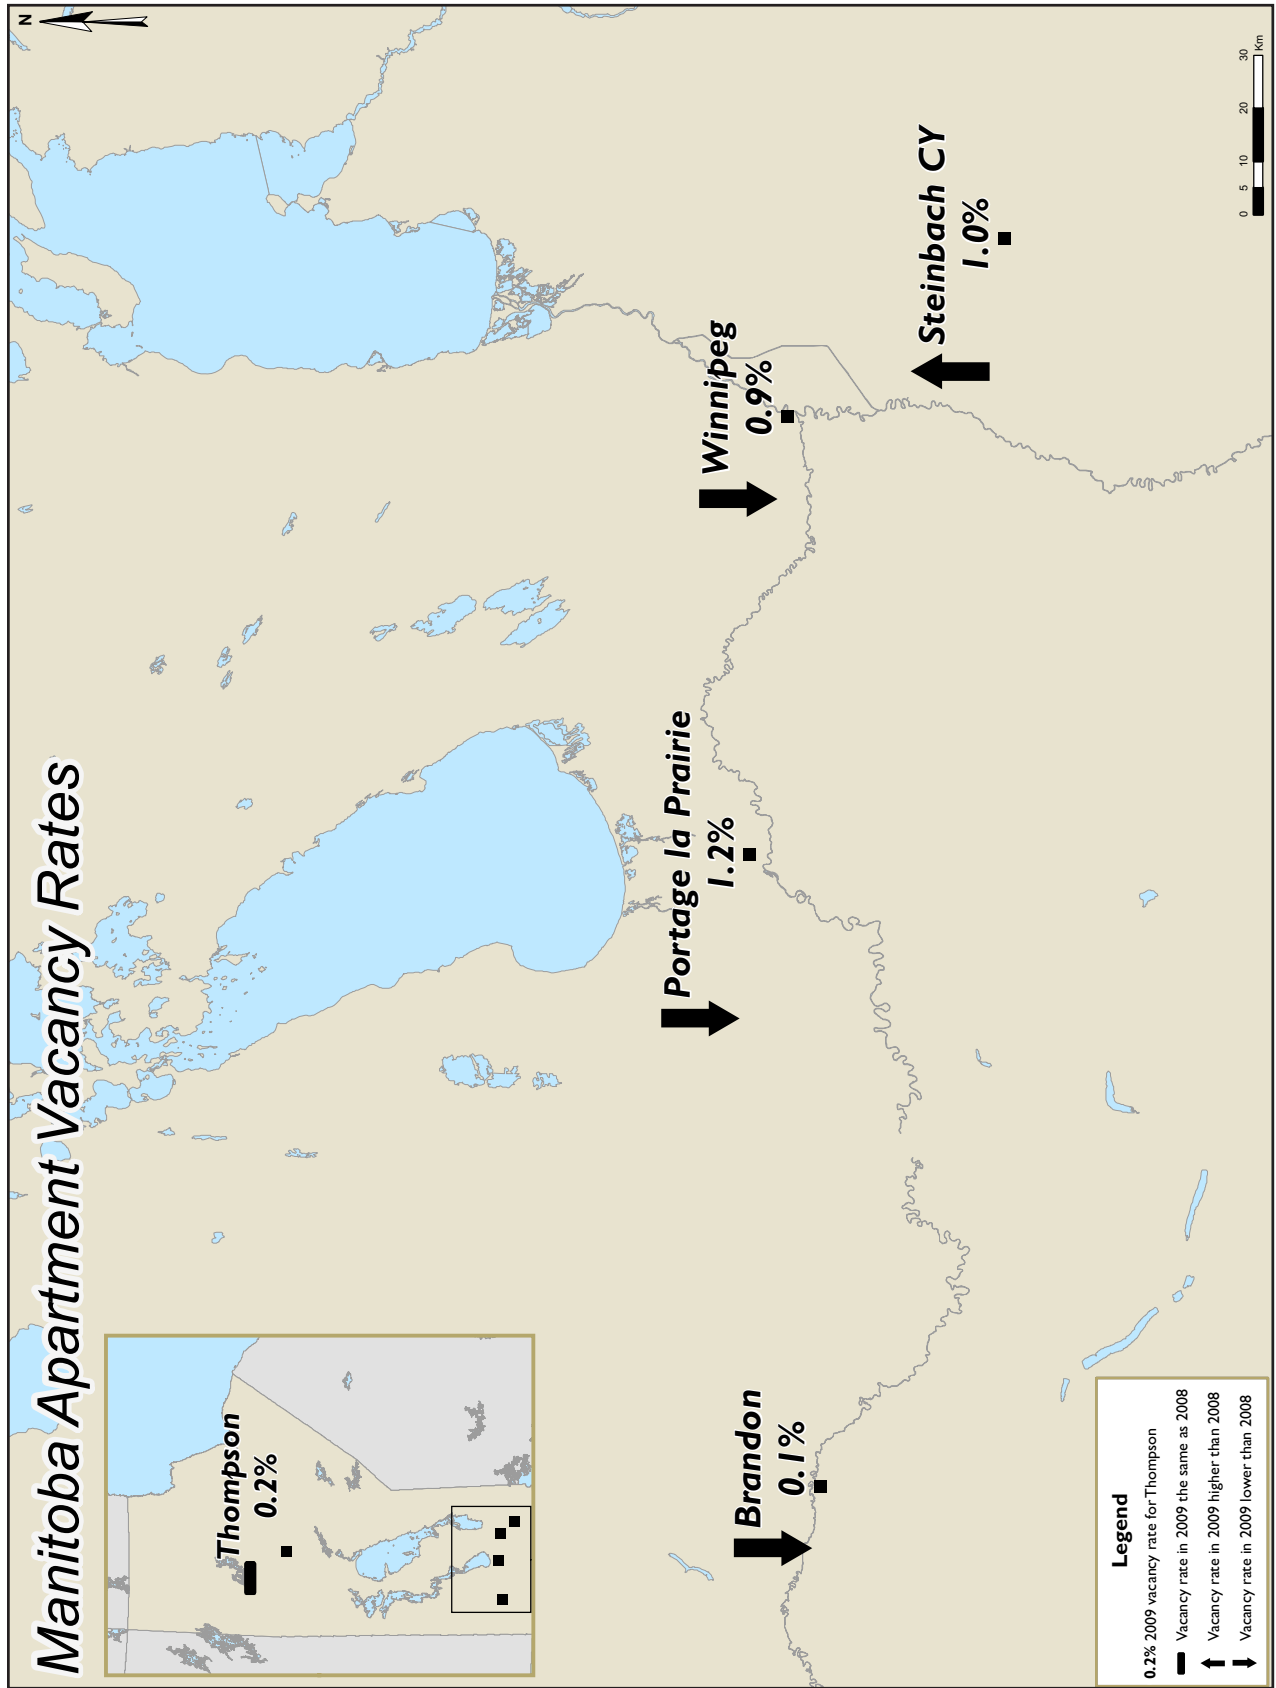 Manitoba Apartment Vacancy Rates
N
Thompson
0.2%
Brandon
0.1%
Portage la Prairie
1.2%
Winnipeg
0.9%
Steinbach CY
1.0%
Legend
0.2% 2009 vacancy rate for Thompson
Vacancy rate in 2009 the same as 2008
Vacancy rate in 2009 higher than 2008
Vacancy rate in 2009 lower than 2008
0 5 10 20 30
Km